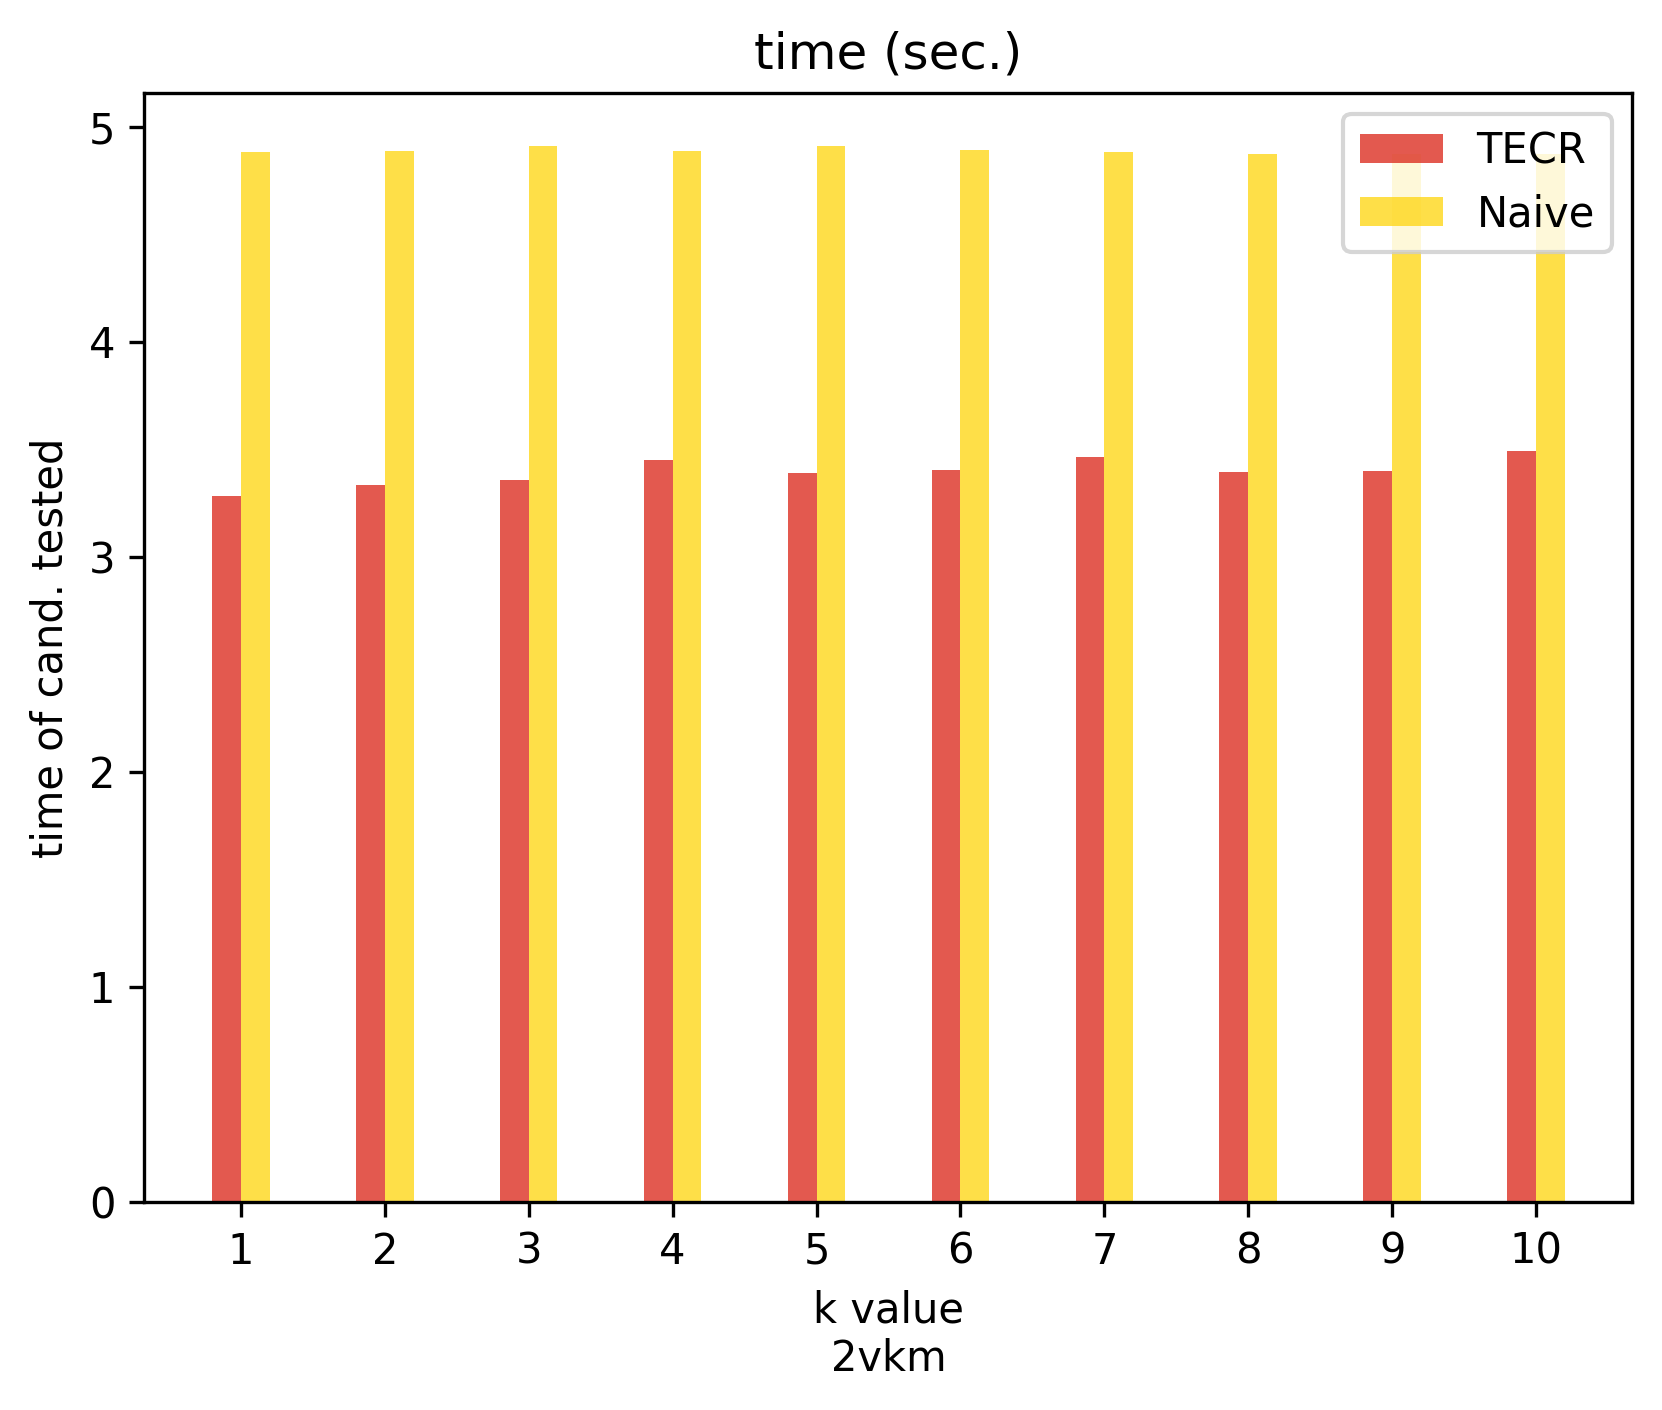 time (sec.)
TECR
Naive
time of cand. tested
5
4
3
2
1
0
1 2 3 4 5 6 7 8 9 10
k value
2vkm